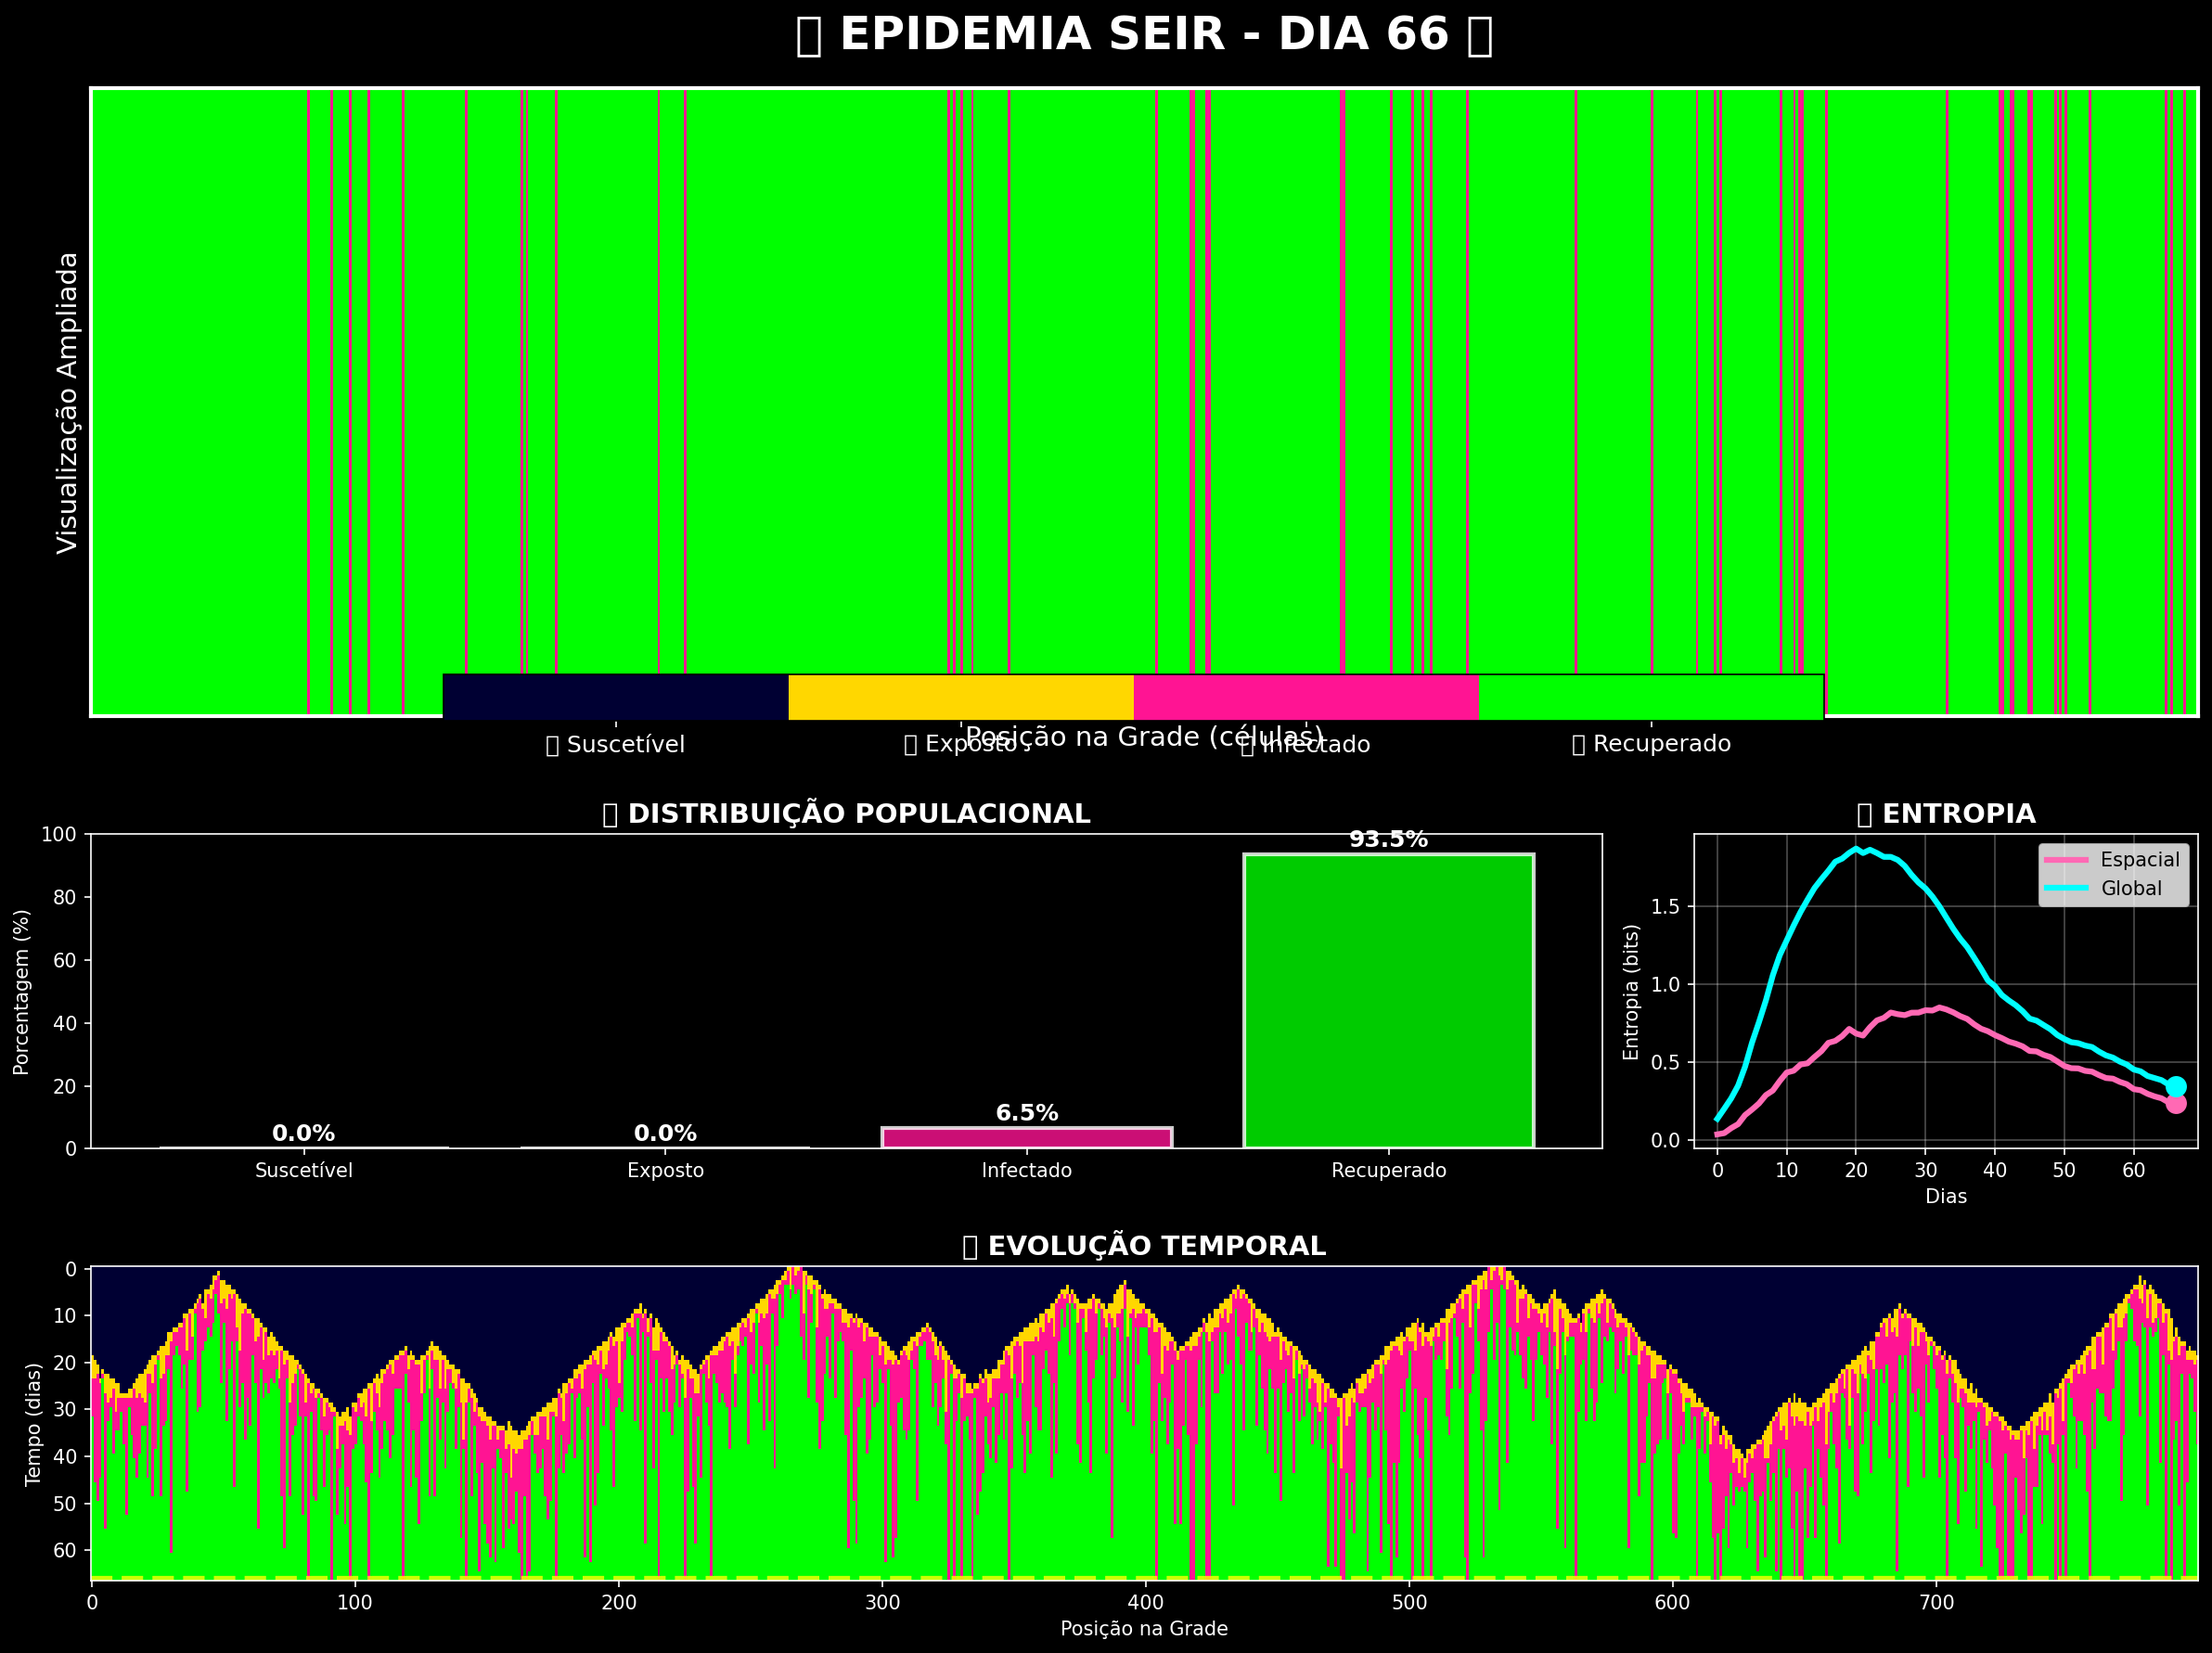 EPIDEMIA SEIR - DIA 66
Visualização Ampliada
Posição na Grade (células)
Suscetível
Exposto
Infectado
Recuperado
DISTRIBUIÇÃO POPULACIONAL
Porcentagem (%)
100
80
60
40
20
0
0.0%
0.0%
6.5%
93.5%
Suscetível
Exposto
Infectado
Recuperado
ENTROPIA
Espacial
Global
Entropia (bits)
1.5
1.0
0.5
0.0
0 10 20 30 40 50 60
Dias
EVOLUÇÃO TEMPORAL
Tempo (dias)
0
10
20
30
40
50
60
0 100 200 300 400 500 600 700
Posição na Grade